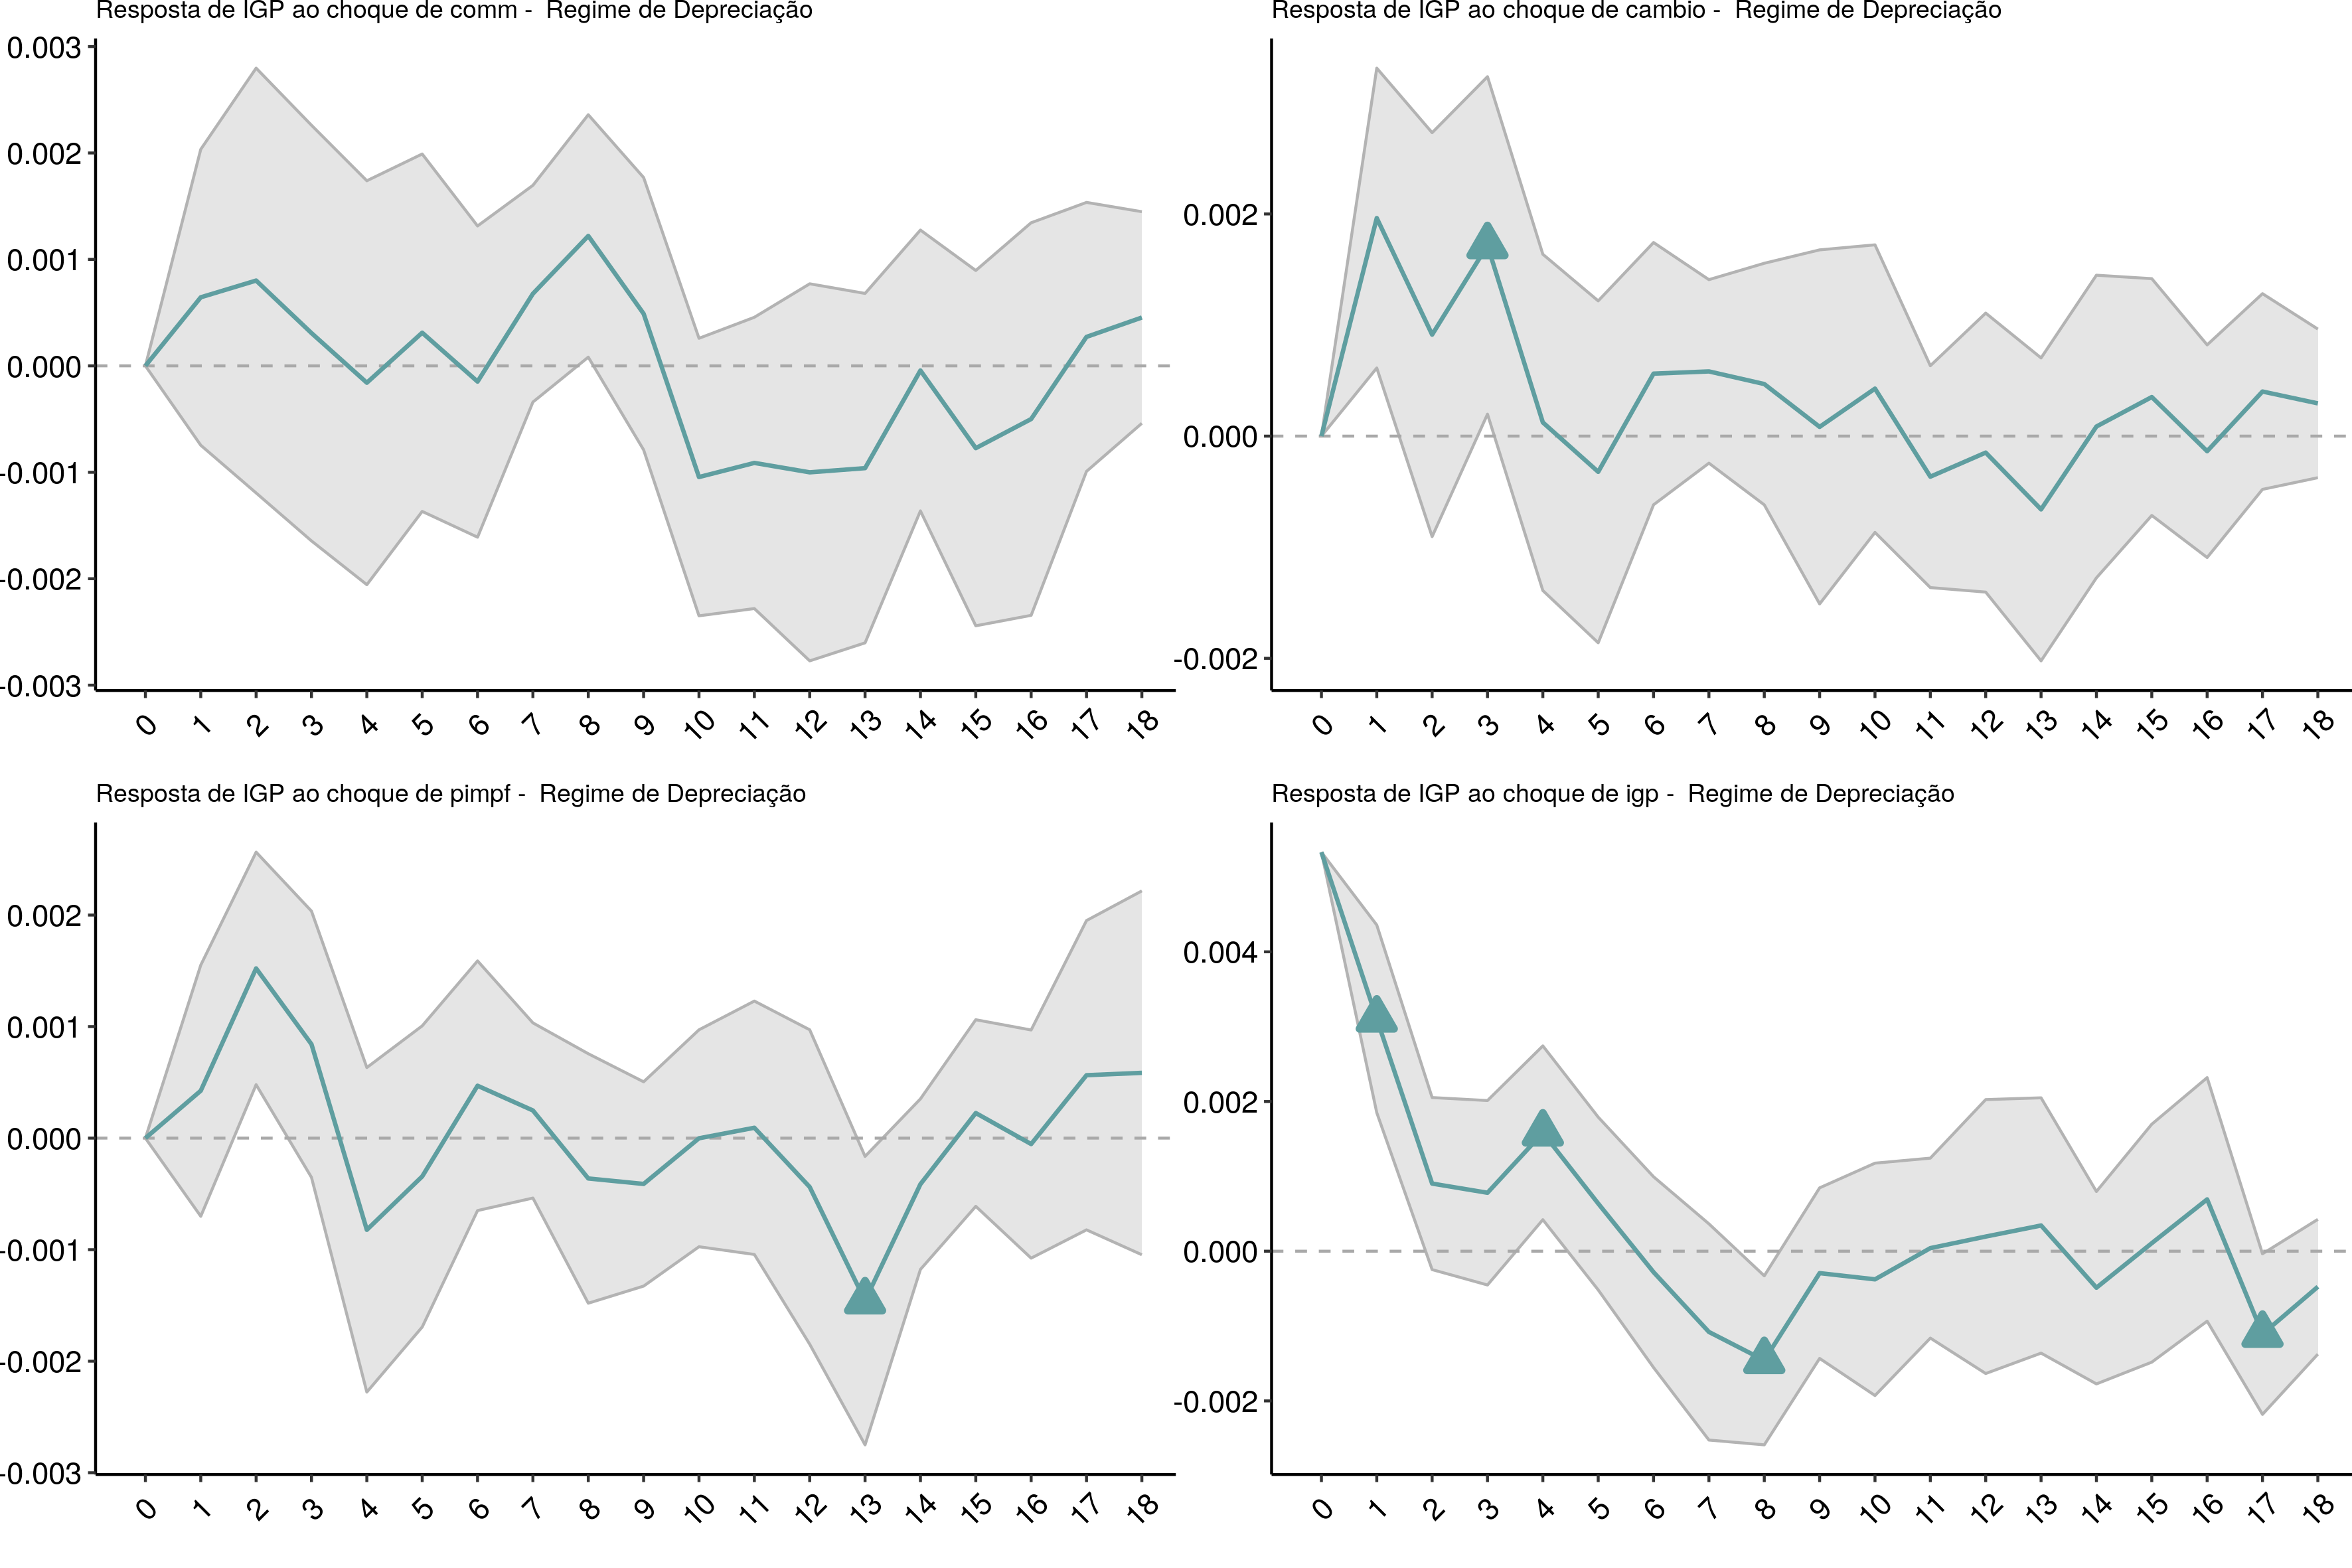 Resposta de IGP ao choque de comm - Regime de Depreciação
0.003
0.002
0.001
0.000
-0.001
-0.002
-0.003
0 1 2 3 4 5 6 7 8 9 10 11 12 13 14 15 16 17 18
Resposta de IGP ao choque de cambio - Regime de Depreciação
0.002
0.000
-0.002
0 1 2 3 4 5 6 7 8 9 10 11 12 13 14 15 16 17 18
Resposta de IGP ao choque de pimpf - Regime de Depreciação
0.002
0.001
0.000
-0.001
-0.002
-0.003
0 1 2 3 4 5 6 7 8 9 10 11 12 13 14 15 16 17 18
Resposta de IGP ao choque de igp - Regime de Depreciação
0.004
0.002
0.000
-0.002
0 1 2 3 4 5 6 7 8 9 10 11 12 13 14 15 16 17 18